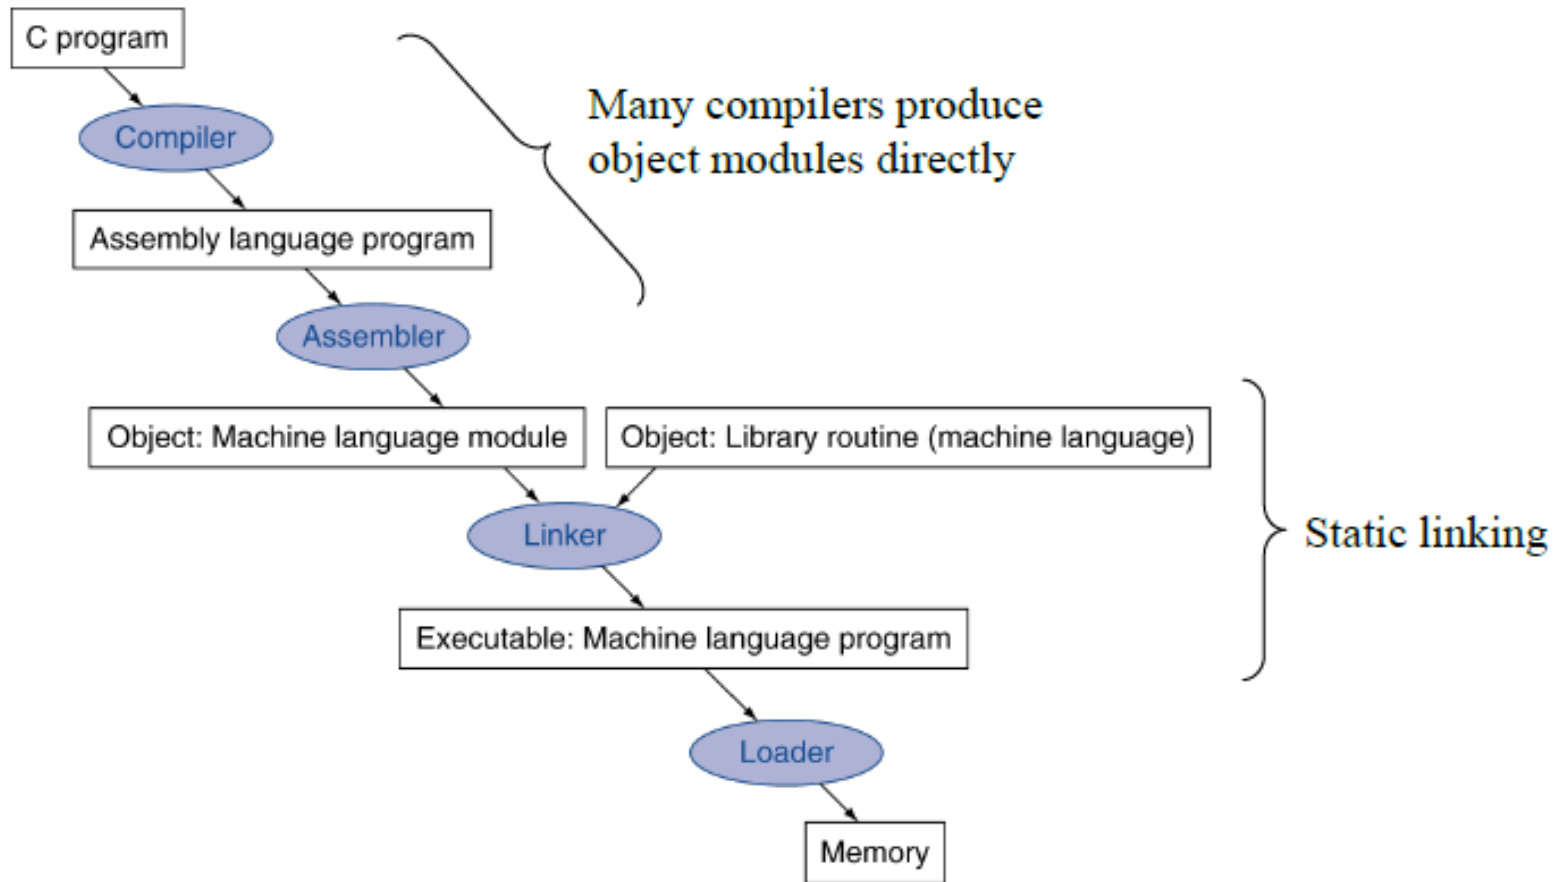 C program
Many compilers produce
object modules directly
Compiler
Assembly language program
Assembler
Object: Machine language module
Object: Library routine (machine language)
Linker
Static linking
Executable: Machine language program
Loader
Memory